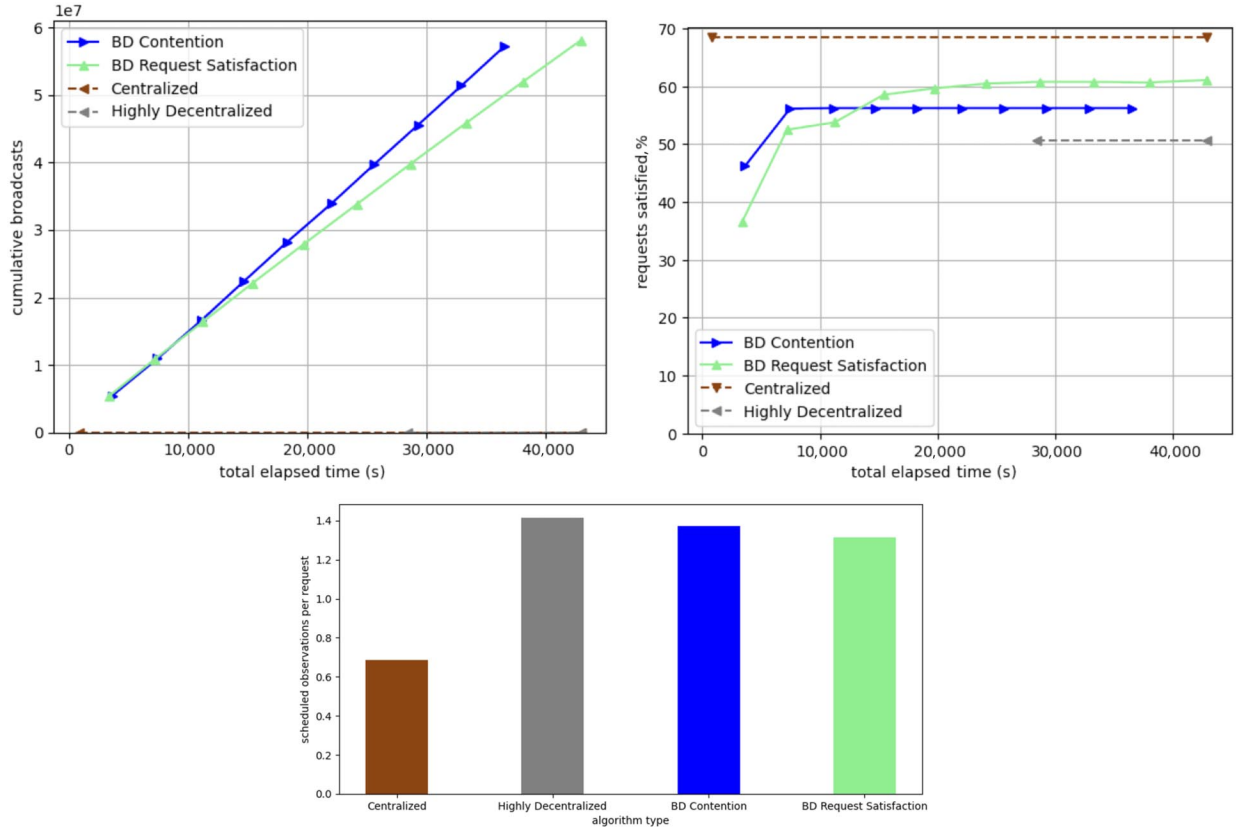 1e7
6
5
4
3
2
1
0
cumulative broadcasts
BD Contention
BD Request Satisfaction
Centralized
Highly Decentralized
0
10,000
20,000
30,000
40,000
total elapsed time (s)
70
60
50
40
30
20
10
0
requests satisfied, %
BD Contention
BD Request Satisfaction
Centralized
Highly Decentralized
0
10,000
20,000
30,000
40,000
total elapsed time (s)
1.4
1.2
1.0
0.8
0.6
0.4
0.2
0.0
scheduled observations per request
Centralized
Highly Decentralized
BD Contention
BD Request Satisfaction
algorithm type